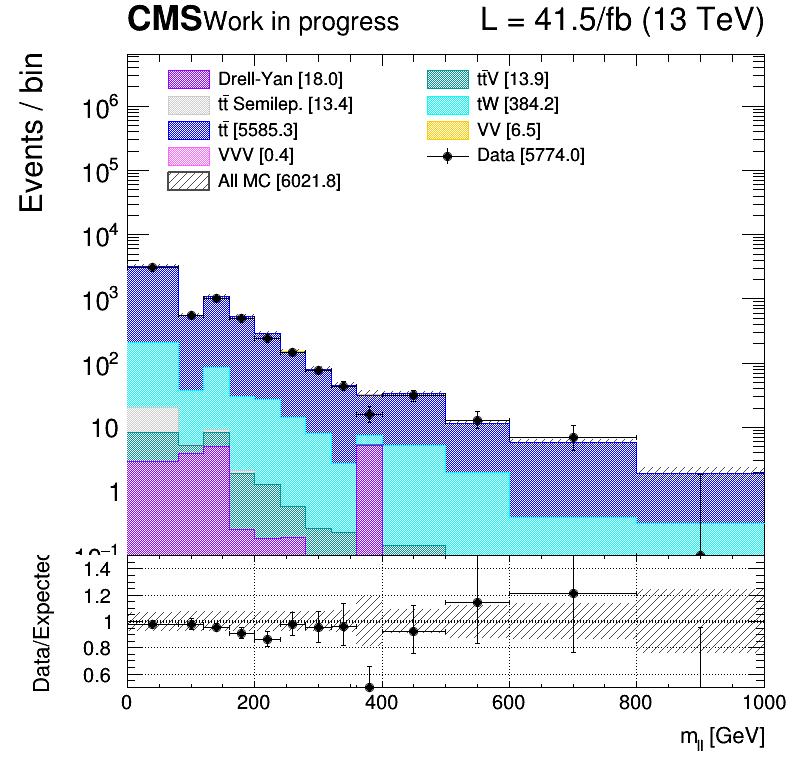 CMS Work in progress L = 41.5/fb (13 TeV)
Events / bin
Drell-Yan [18.0] tt̄V [13.9]
tt̄ Semilep. [13.4] tW [384.2]
tt̄ [5585.3] VV [6.5]
VVV [0.4] Data [5774.0]
All MC [6021.8]
10⁶
10⁵
10⁴
10³
10²
10
1
10⁻¹
Data/Expected
1.4
1.2
1
0.8
0.6
0 200 400 600 800 1000
m_ll [GeV]